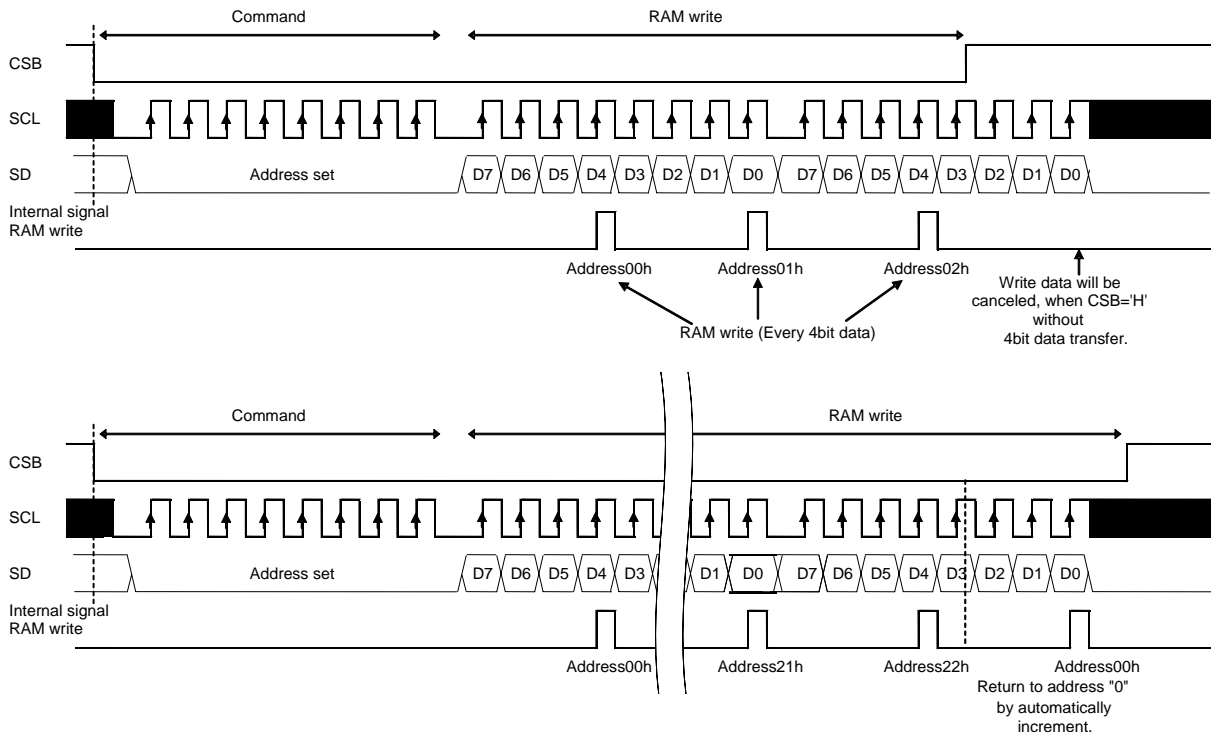 Command RAM write
CSB
SCL
SD Address set D7 D6 D5 D4 D3 D2 D1 D0 D7 D6 D5 D4 D3 D2 D1 D0
Internal signal
RAM write
Address00h Address01h Address02h
RAM write (Every 4bit data)
Write data will be
canceled, when CSB='H'
without
4bit data transfer.
Command RAM write
CSB
SCL
SD Address set D7 D6 D5 D4 D3 D1 D0 D7 D6 D5 D4 D3 D2 D1 D0
Internal signal
RAM write
Address00h Address21h Address22h Address00h
Return to address "0"
by automatically
increment.